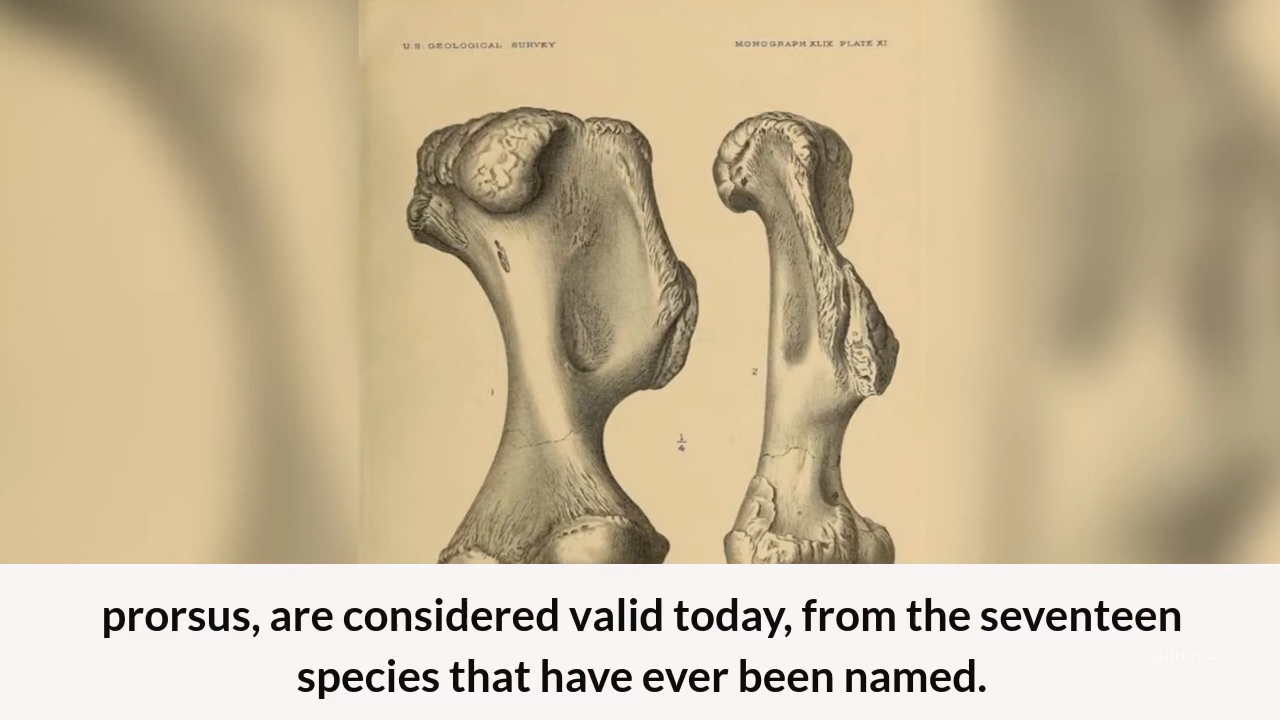 U.S. GEOLOGICAL SURVEY
MONOGRAPH XLIX PLATE XI
1
2
1/4
prorsus, are considered valid today, from the seventeen
species that have ever been named.